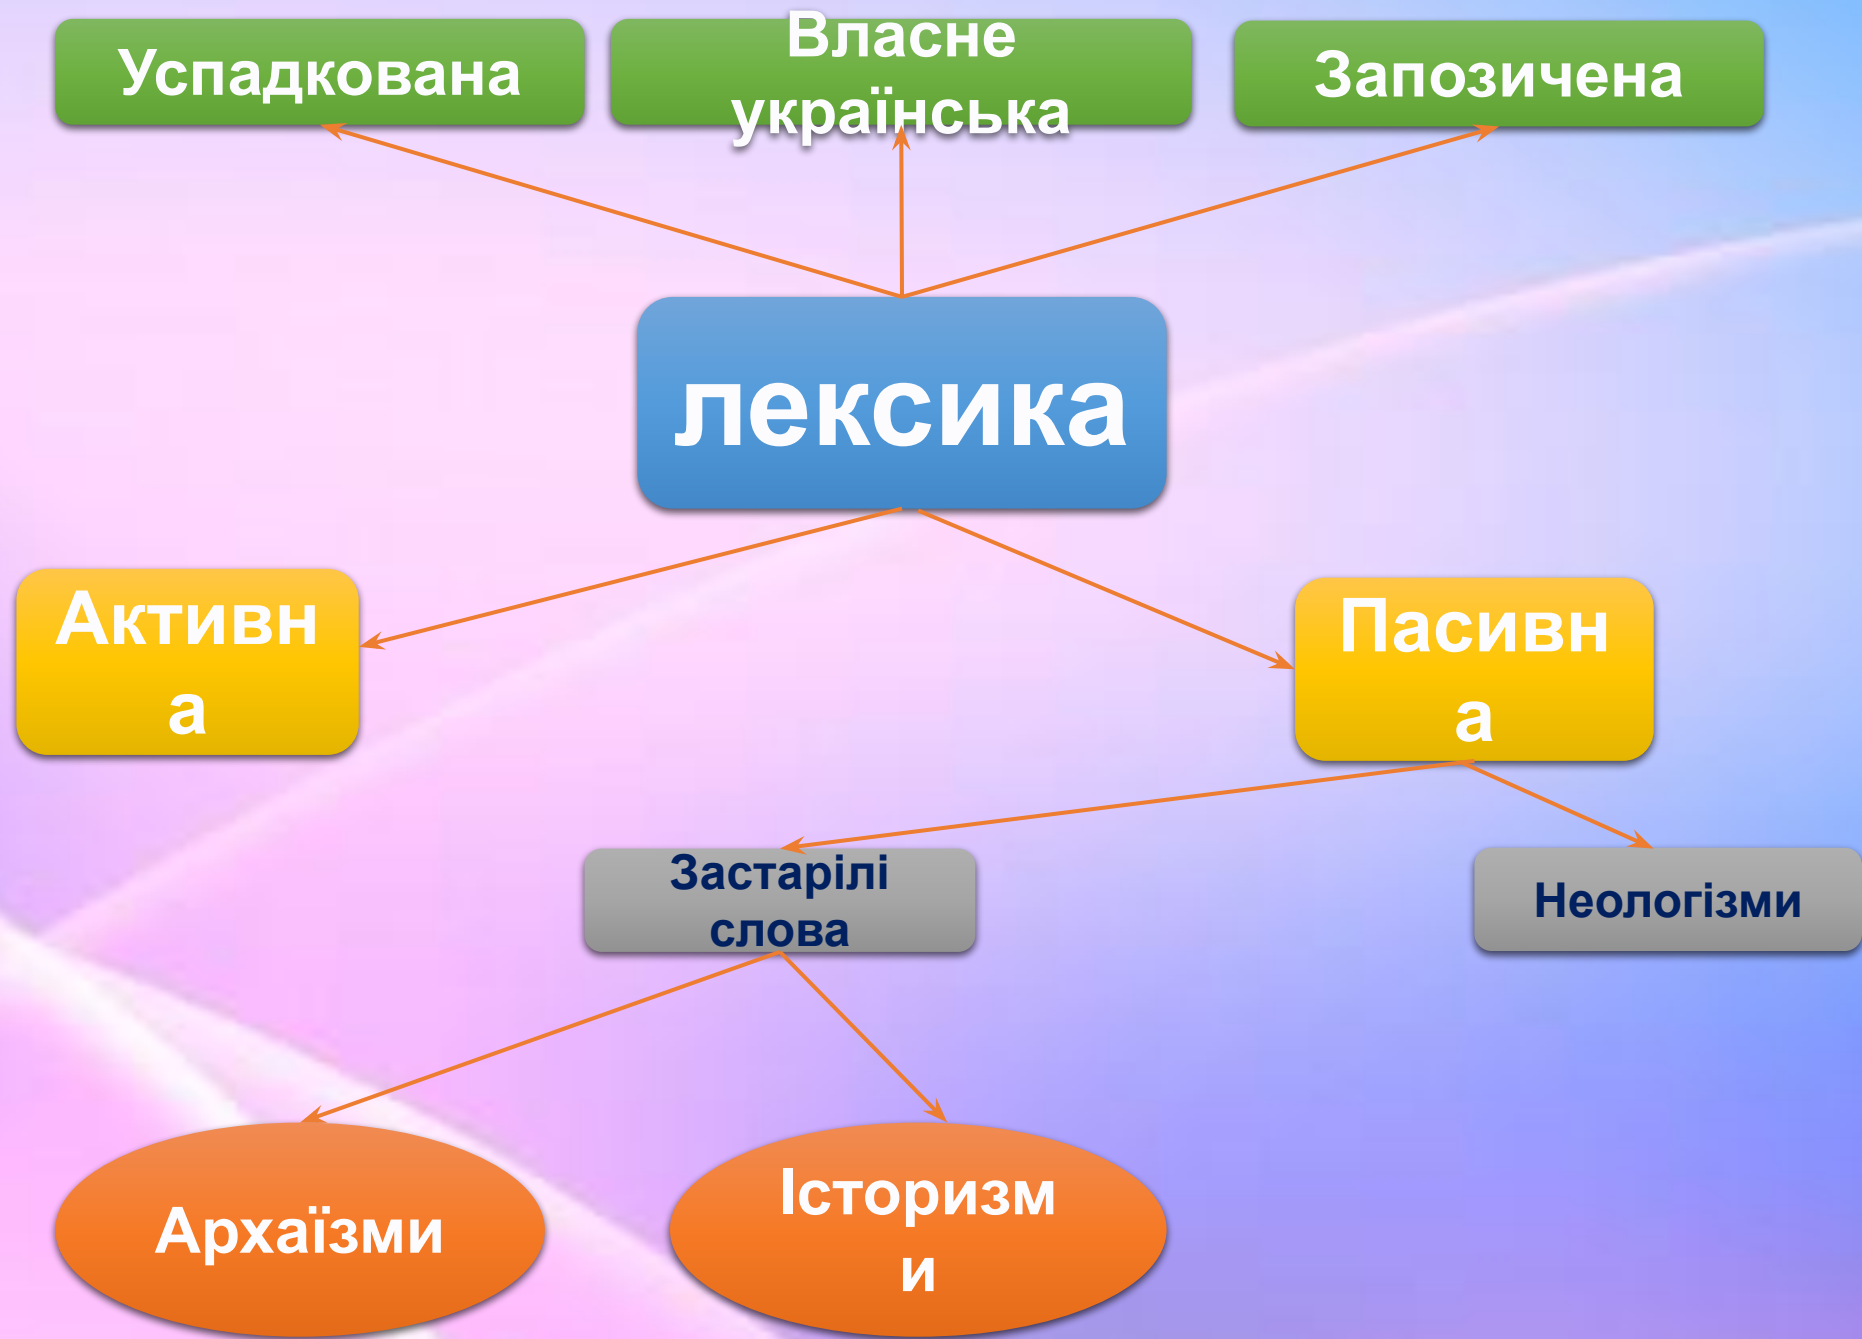 Успадкована
Власне
українська
Запозичена
лексика
Активн
а
Пасивн
а
Застарілі
слова
Неологізми
Архаїзми
Історизм
и